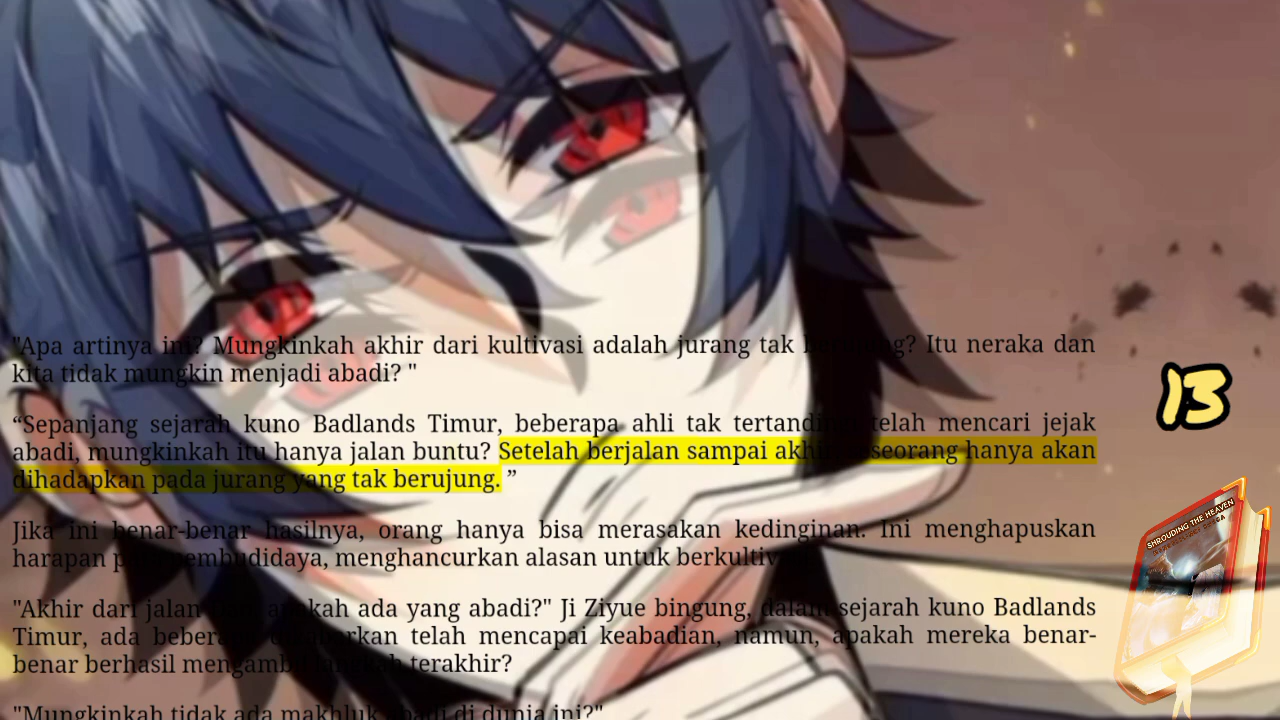 "Apa artinya ini? Mungkinkah akhir dari kultivasi adalah jurang tak berujung? Itu neraka dan
kita tidak mungkin menjadi abadi? "
“Sepanjang sejarah kuno Badlands Timur, beberapa ahli tak tertanding telah mencari jejak
abadi, mungkinkah itu hanya jalan buntu? Setelah berjalan sampai akhir, seseorang hanya akan
dihadapkan pada jurang yang tak berujung. ”
Jika ini benar-benar hasilnya, orang hanya bisa merasakan kedinginan. Ini menghapuskan
harapan para pembudidaya, menghancurkan alasan untuk berkultivasi.
"Akhir dari jalan apakah ada yang abadi?" Ji Ziyue bingung, dalam sejarah kuno Badlands
Timur, ada beberapa dikabarkan telah mencapai keabadian, namun, apakah mereka benar-
benar berhasil mengambil langkah terakhir?
"Mungkinkah tidak ada makhluk abadi di dunia ini?"
13
SHROUDING THE HEAVEN